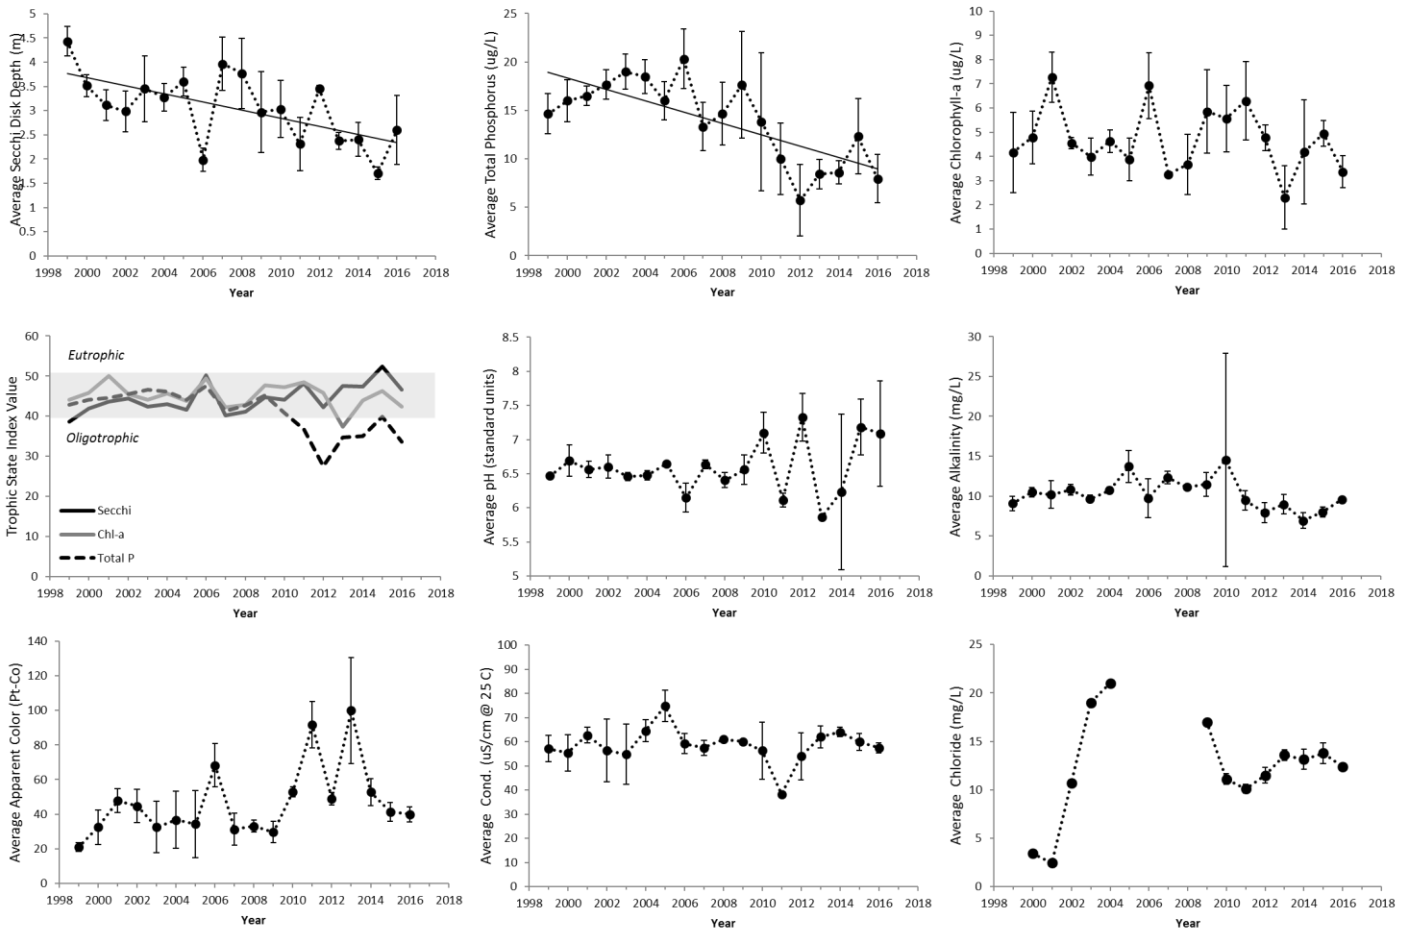 Average Secchi Disk Depth (m)
5
4.5
4
3.5
3
2.5
2
1.5
1
0.5
0
1998 2000 2002 2004 2006 2008 2010 2012 2014 2016 2018
Year
Average Total Phosphorus (ug/L)
25
20
15
10
5
0
1998 2000 2002 2004 2006 2008 2010 2012 2014 2016 2018
Year
Average Chlorophyll-a (ug/L)
10
9
8
7
6
5
4
3
2
1
0
1998 2000 2002 2004 2006 2008 2010 2012 2014 2016 2018
Year
Trophic State Index Value
60
50
40
30
20
10
0
Eutrophic
Oligotrophic
Secchi
Chl-a
Total P
1998 2000 2002 2004 2006 2008 2010 2012 2014 2016 2018
Year
Average pH (standard units)
8.5
8
7.5
7
6.5
6
5.5
5
1998 2000 2002 2004 2006 2008 2010 2012 2014 2016 2018
Year
Average Alkalinity (mg/L)
30
25
20
15
10
5
0
1998 2000 2002 2004 2006 2008 2010 2012 2014 2016 2018
Year
Average Apparent Color (Pt-Co)
140
120
100
80
60
40
20
0
1998 2000 2002 2004 2006 2008 2010 2012 2014 2016 2018
Year
Average Cond. (uS/cm @ 25 C)
100
90
80
70
60
50
40
30
20
10
0
1998 2000 2002 2004 2006 2008 2010 2012 2014 2016 2018
Year
Average Chloride (mg/L)
25
20
15
10
5
0
1998 2000 2002 2004 2006 2008 2010 2012 2014 2016 2018
Year